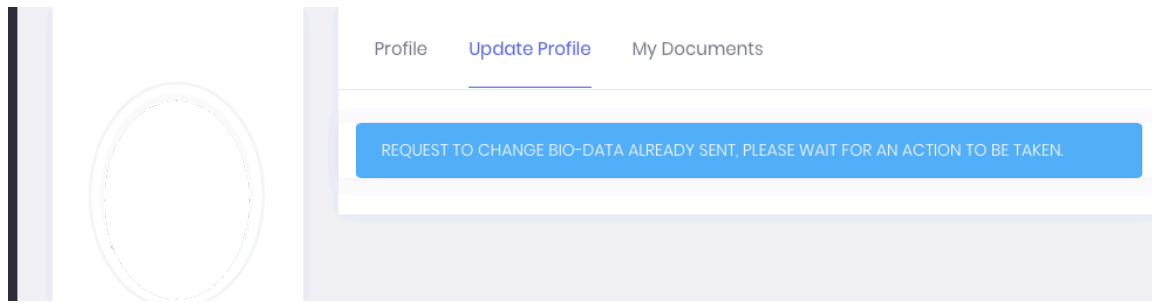 Profile Update Profile My Documents
REQUEST TO CHANGE BIO-DATA ALREADY SENT, PLEASE WAIT FOR AN ACTION TO BE TAKEN.